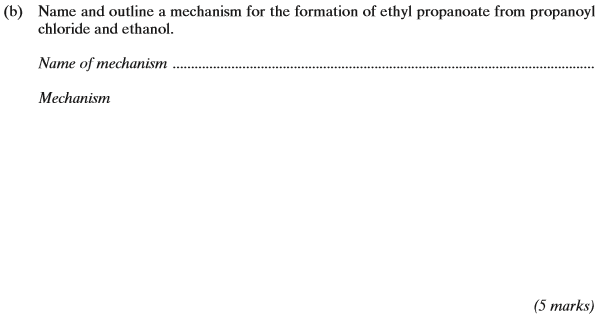 (b) Name and outline a mechanism for the formation of ethyl propanoate from propanoyl
chloride and ethanol.
Name of mechanism ........................................................................................................
Mechanism
(5 marks)